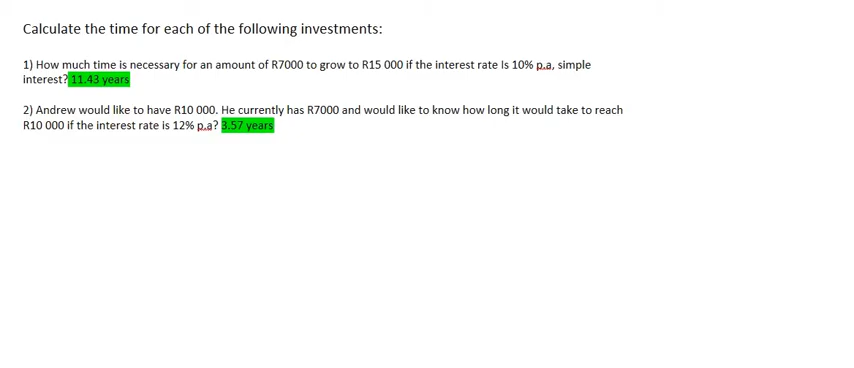 Calculate the time for each of the following investments:
1) How much time is necessary for an amount of R7000 to grow to R15 000 if the interest rate Is 10% p.a, simple
interest? 11.43 years
2) Andrew would like to have R10 000. He currently has R7000 and would like to know how long it would take to reach
R10 000 if the interest rate is 12% p.a? 3.57 years